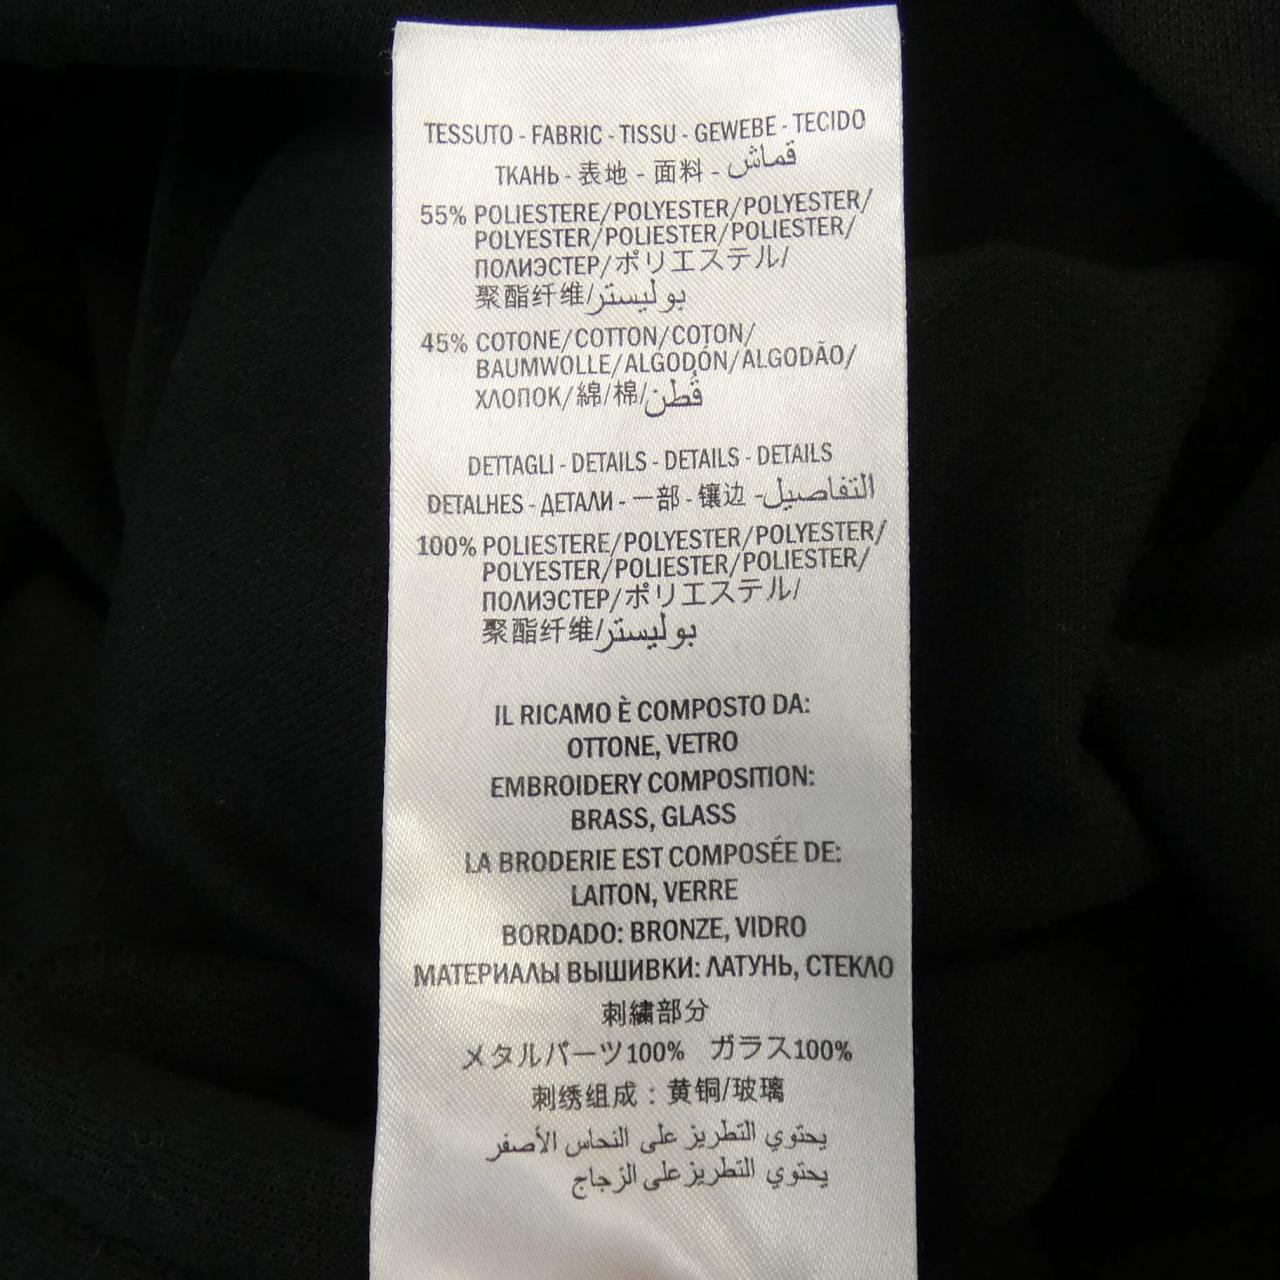 TESSUTO - FABRIC - TISSU - GEWEBE - TECIDO
ТКАНЬ - 表地 - 面料 - قماش
55% POLIESTERE/POLYESTER/POLYESTER/
POLYESTER/POLIESTER/POLIESTER/
ПОЛИЭСТЕР/ポリエステル/
聚酯纤维/بوليستر
45% COTONE/COTTON/COTON/
BAUMWOLLE/ALGODÓN/ALGODÃO/
ХЛОПОК/綿/棉/قُطن
DETTAGLI - DETAILS - DETAILS - DETAILS
DETALHES - ДЕТАЛИ - 一部 - 镶边 -التفاصيل
100% POLIESTERE/POLYESTER/POLYESTER/
POLYESTER/POLIESTER/POLIESTER/
ПОЛИЭСТЕР/ポリエステル/
聚酯纤维/بوليستر
IL RICAMO È COMPOSTO DA:
OTTONE, VETRO
EMBROIDERY COMPOSITION:
BRASS, GLASS
LA BRODERIE EST COMPOSÉE DE:
LAITON, VERRE
BORDADO: BRONZE, VIDRO
МАТЕРИАЛЫ ВЫШИВКИ: ЛАТУНЬ, СТЕКЛО
刺繍部分
メタルパーツ100% ガラス100%
刺绣组成：黄铜/玻璃
يحتوي التطريز على النحاس الأصفر
يحتوي التطريز على الزجاج